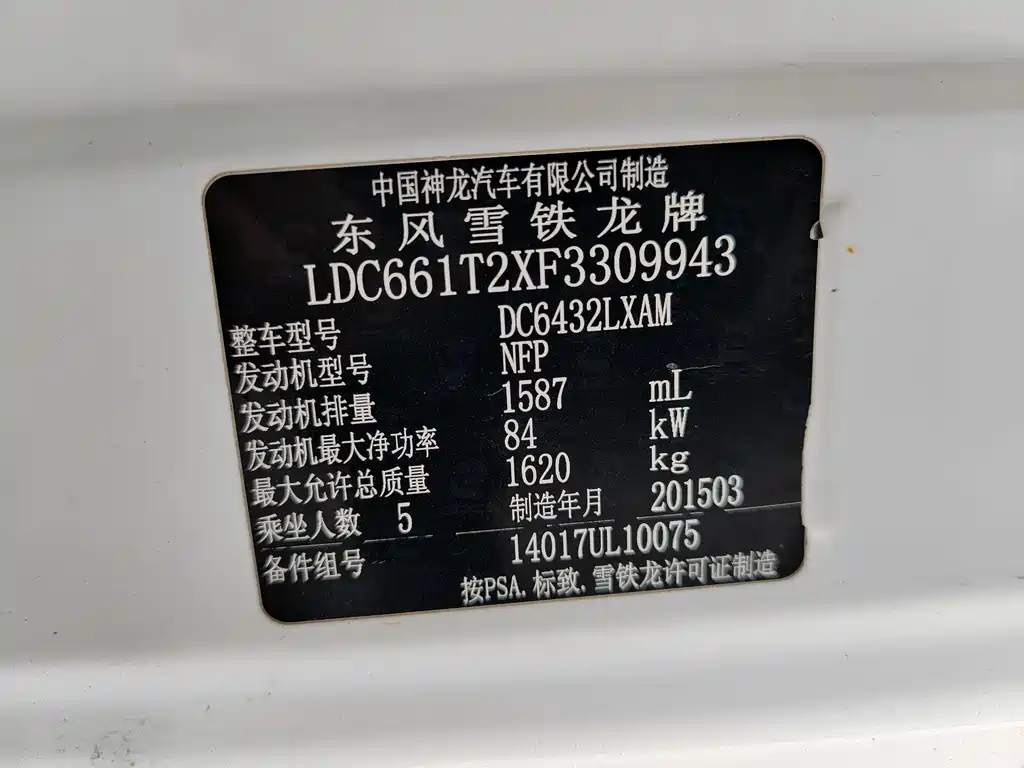 中国神龙汽车有限公司制造
东风雪铁龙牌
LDC661T2XF3309943
整车型号 DC6432LXAM
发动机型号 NFP
发动机排量 1587 mL
发动机最大净功率 84 kW
最大允许总质量 1620 kg
乘坐人数 5 制造年月 201503
备件组号 14017UL10075
按PSA.标致.雪铁龙许可证制造